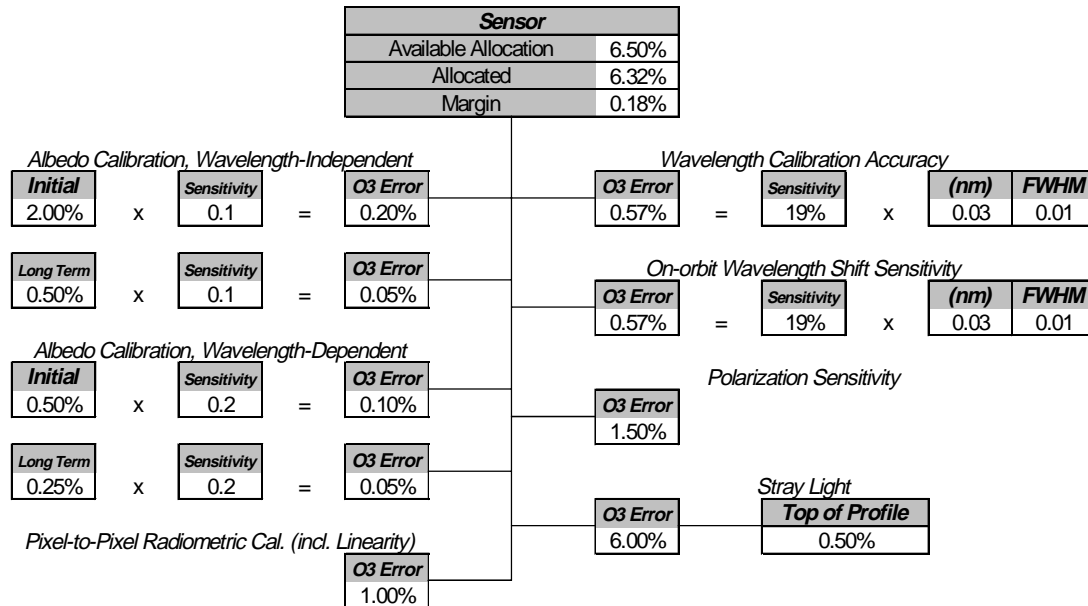 Sensor
Available Allocation 6.50%
Allocated 6.32%
Margin 0.18%
Albedo Calibration, Wavelength-Independent
Initial Sensitivity O3 Error
2.00% x 0.1 = 0.20%
Long Term Sensitivity O3 Error
0.50% x 0.1 = 0.05%
Albedo Calibration, Wavelength-Dependent
Initial Sensitivity O3 Error
0.50% x 0.2 = 0.10%
Long Term Sensitivity O3 Error
0.25% x 0.2 = 0.05%
Pixel-to-Pixel Radiometric Cal. (incl. Linearity)
O3 Error
1.00%
Wavelength Calibration Accuracy
O3 Error Sensitivity (nm) FWHM
0.57% = 19% x 0.03 0.01
On-orbit Wavelength Shift Sensitivity
O3 Error Sensitivity (nm) FWHM
0.57% = 19% x 0.03 0.01
Polarization Sensitivity
O3 Error
1.50%
Stray Light
O3 Error Top of Profile
6.00% 0.50%